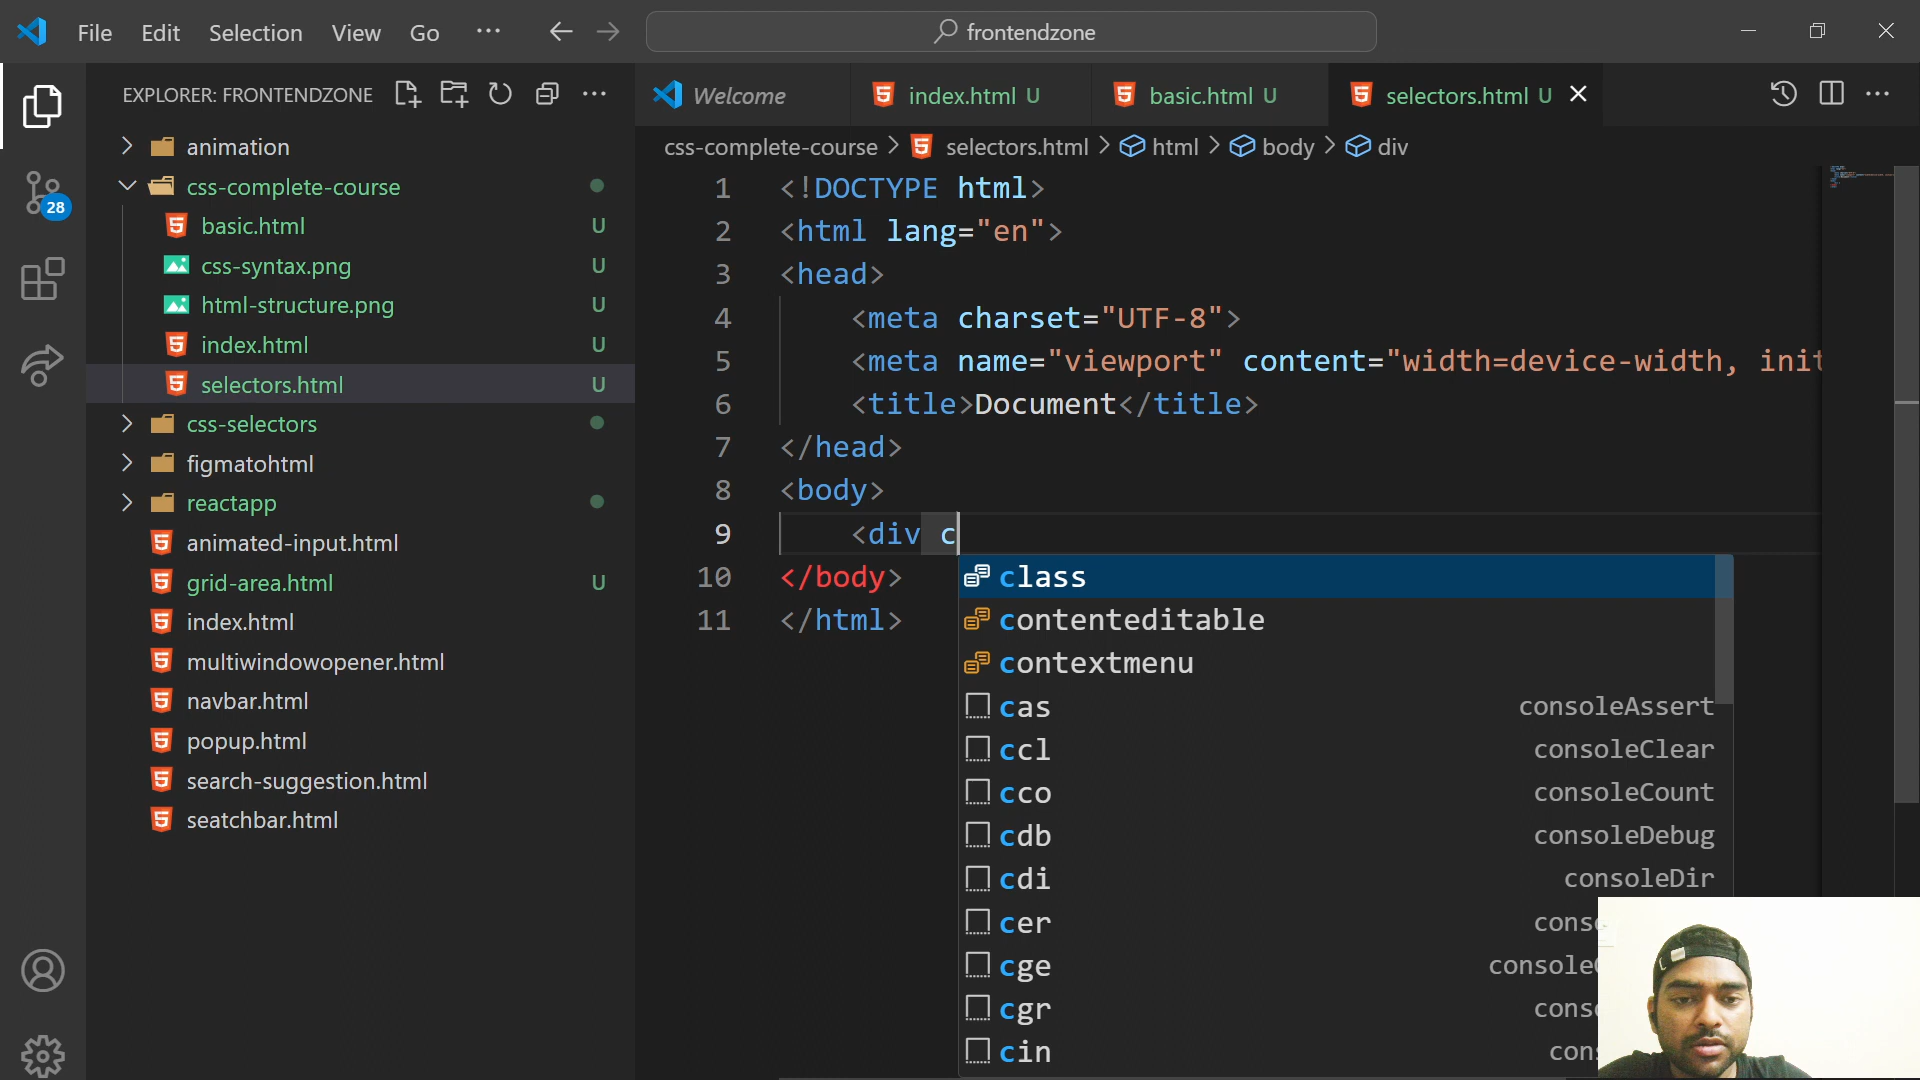 File Edit Selection View Go ··· frontendzone
EXPLORER: FRONTENDZONE
Welcome index.html U basic.html U selectors.html U
css-complete-course > selectors.html > html > body > div
animation
css-complete-course
basic.html U
css-syntax.png U
html-structure.png U
index.html U
selectors.html U
css-selectors
figmatohtml
reactapp
animated-input.html
grid-area.html U
index.html
multiwindowopener.html
navbar.html
popup.html
search-suggestion.html
seatchbar.html
28
1 <!DOCTYPE html>
2 <html lang="en">
3 <head>
4 <meta charset="UTF-8">
5 <meta name="viewport" content="width=device-width, init
6 <title>Document</title>
7 </head>
8 <body>
9 <div c
10 </body>
11 </html>
class
contenteditable
contextmenu
cas consoleAssert
ccl consoleClear
cco consoleCount
cdb consoleDebug
cdi consoleDir
cer
cge
cgr
cin